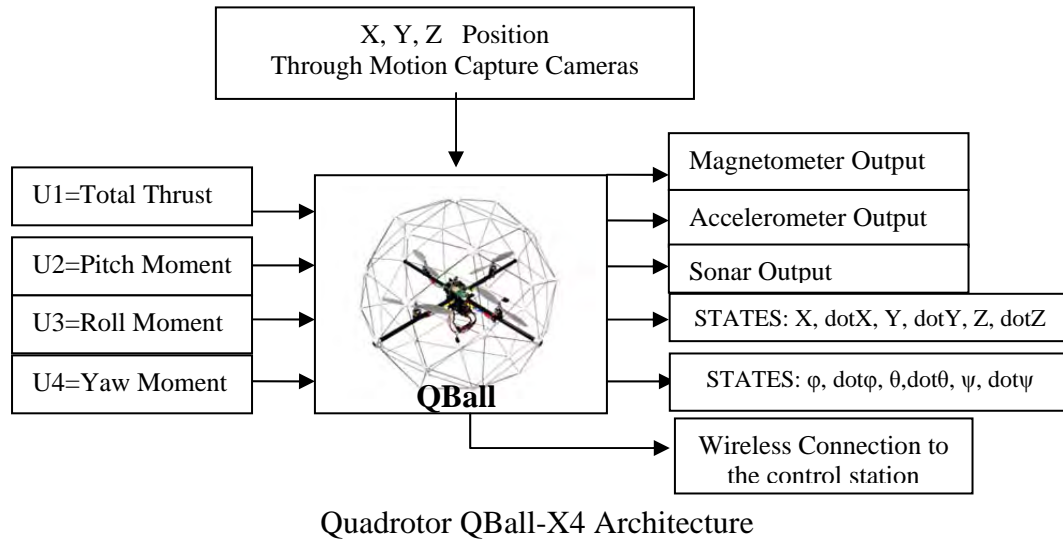 X, Y, Z Position
Through Motion Capture Cameras
U1=Total Thrust
U2=Pitch Moment
U3=Roll Moment
U4=Yaw Moment
QBall
Magnetometer Output
Accelerometer Output
Sonar Output
STATES: X, dotX, Y, dotY, Z, dotZ
STATES: φ, dotφ, θ,dotθ, ψ, dotψ
Wireless Connection to
the control station
Quadrotor QBall-X4 Architecture